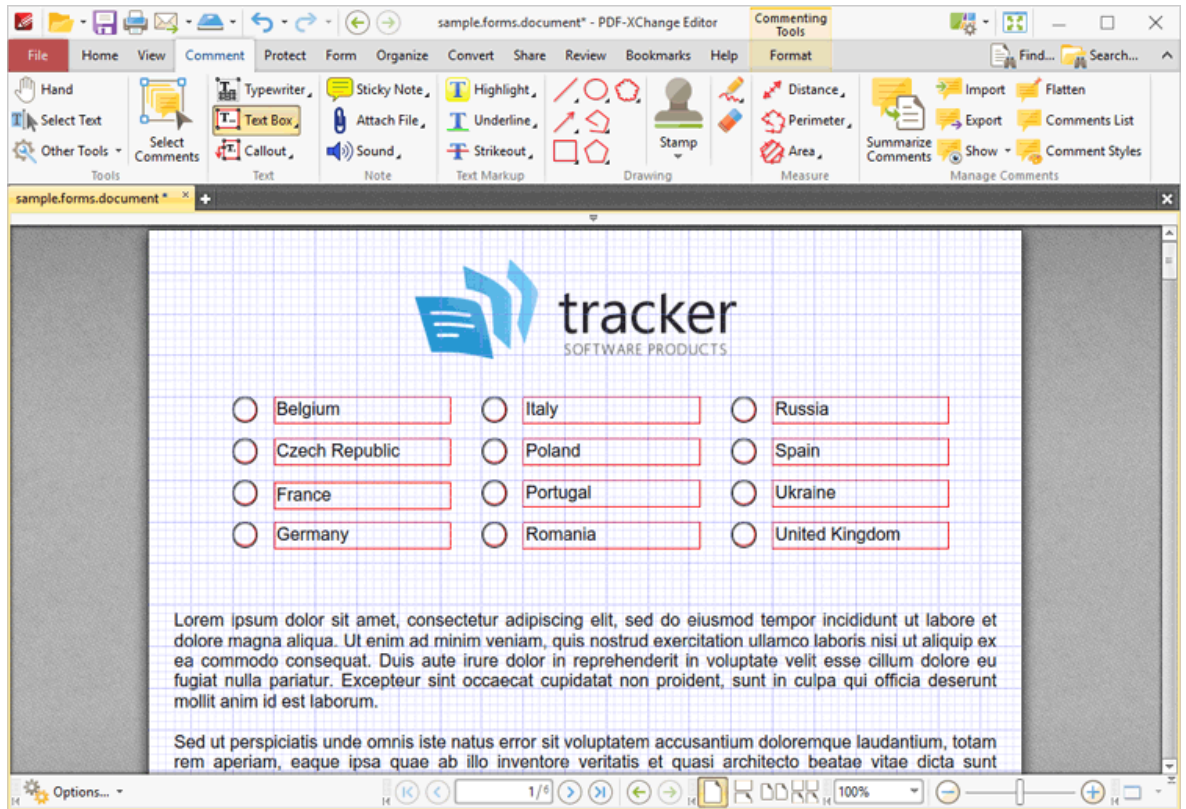 sample.forms.document* - PDF-XChange Editor
Commenting Tools
File Home View Comment Protect Form Organize Convert Share Review Bookmarks Help Format Find... Search...
Hand Typewriter Sticky Note Highlight Distance Import Flatten
Select Text Text Box Attach File Underline Perimeter Export Comments List
Other Tools Select Comments Callout Sound Strikeout Stamp Area Summarize Comments Show Comment Styles
Tools Text Note Text Markup Drawing Measure Manage Comments
sample.forms.document *
tracker
SOFTWARE PRODUCTS
Belgium Italy Russia
Czech Republic Poland Spain
France Portugal Ukraine
Germany Romania United Kingdom
Lorem ipsum dolor sit amet, consectetur adipiscing elit, sed do eiusmod tempor incididunt ut labore et
dolore magna aliqua. Ut enim ad minim veniam, quis nostrud exercitation ullamco laboris nisi ut aliquip ex
ea commodo consequat. Duis aute irure dolor in reprehenderit in voluptate velit esse cillum dolore eu
fugiat nulla pariatur. Excepteur sint occaecat cupidatat non proident, sunt in culpa qui officia deserunt
mollit anim id est laborum.
Sed ut perspiciatis unde omnis iste natus error sit voluptatem accusantium doloremque laudantium, totam
rem aperiam, eaque ipsa quae ab illo inventore veritatis et quasi architecto beatae vitae dicta sunt
Options... 1/6 100%